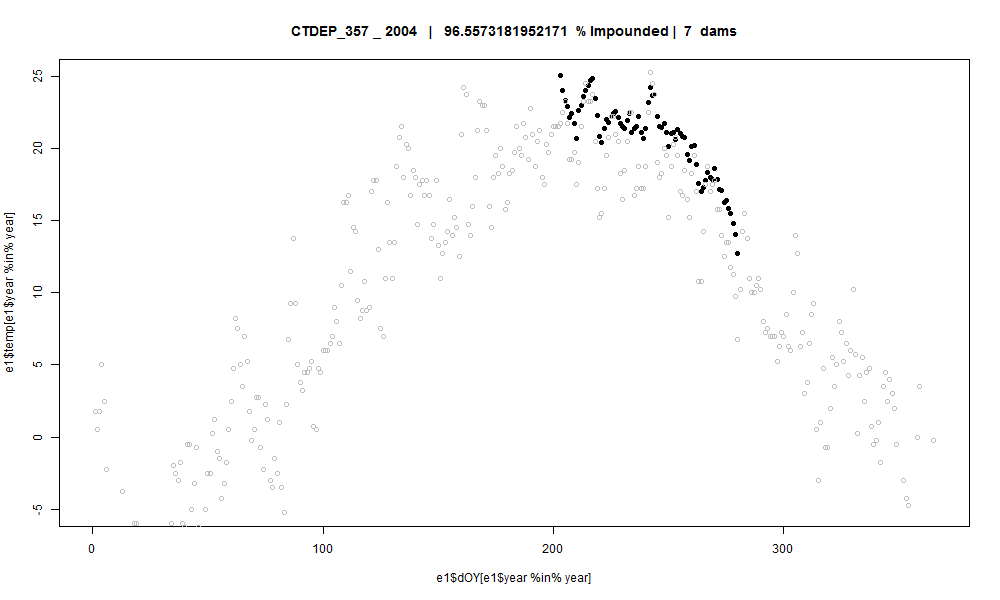 CTDEP_357 _ 2004 | 96.5573181952171 % Impounded | 7 dams
e1$temp[e1$year %in% year]
25
20
15
10
5
0
-5
0 100 200 300
e1$dOY[e1$year %in% year]